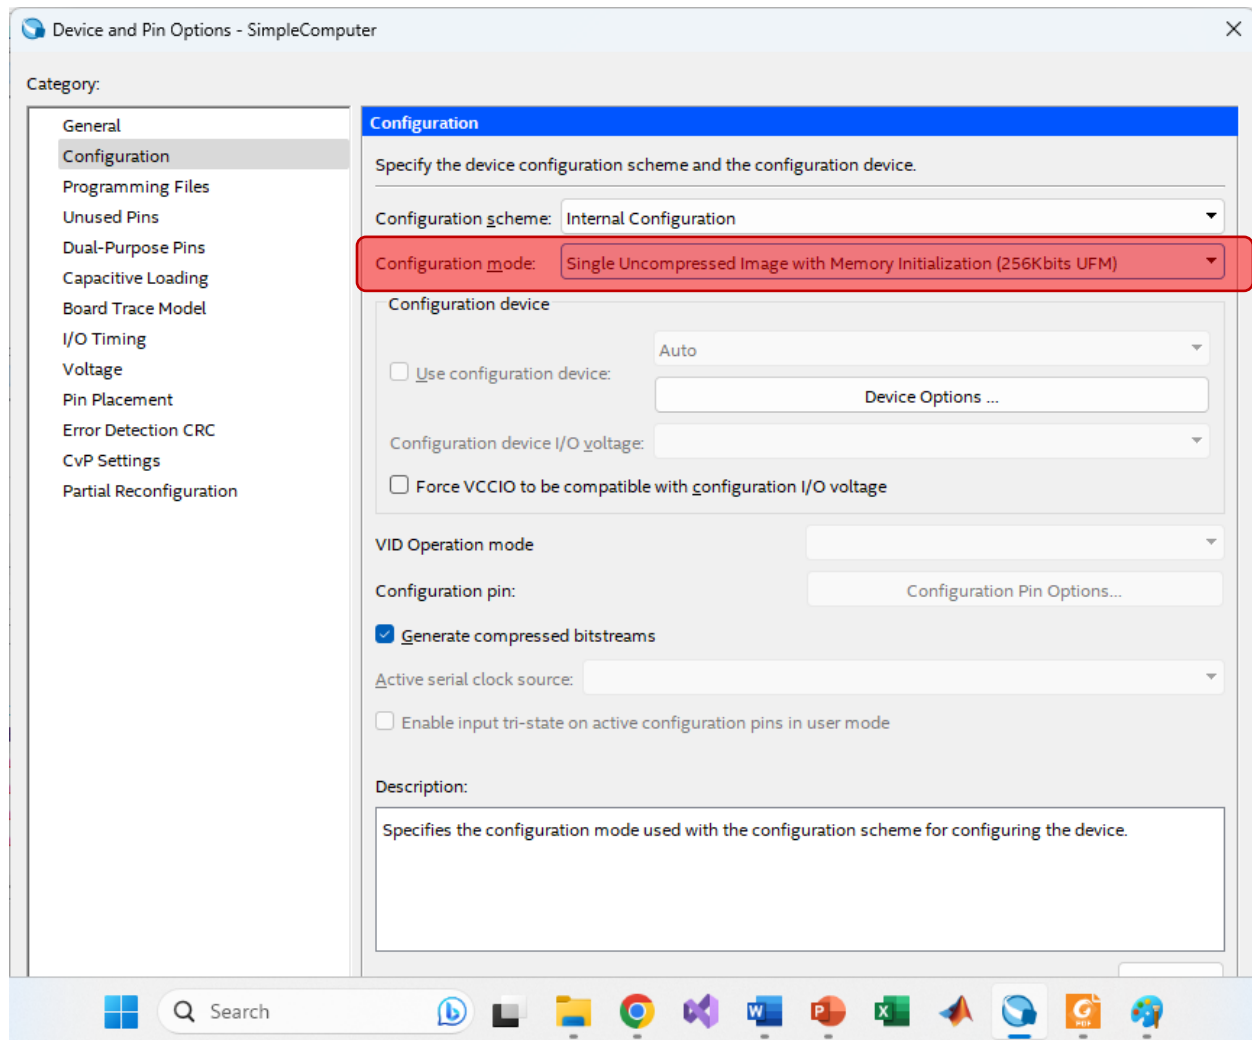 Device and Pin Options - SimpleComputer
Category:
General
Configuration
Programming Files
Unused Pins
Dual-Purpose Pins
Capacitive Loading
Board Trace Model
I/O Timing
Voltage
Pin Placement
Error Detection CRC
CvP Settings
Partial Reconfiguration
Configuration
Specify the device configuration scheme and the configuration device.
Configuration scheme: Internal Configuration
Configuration mode: Single Uncompressed Image with Memory Initialization (256Kbits UFM)
Configuration device
Auto
Use configuration device:
Device Options ...
Configuration device I/O voltage:
Force VCCIO to be compatible with configuration I/O voltage
VID Operation mode
Configuration pin: Configuration Pin Options...
Generate compressed bitstreams
Active serial clock source:
Enable input tri-state on active configuration pins in user mode
Description:
Specifies the configuration mode used with the configuration scheme for configuring the device.
Search
W
P
X
G
PDF